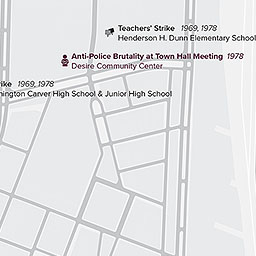 Teachers' Strike 1969, 1978
Henderson H. Dunn Elementary School
Anti-Police Brutality at Town Hall Meeting 1978
Desire Community Center
1969, 1978
Carver High School & Junior High School